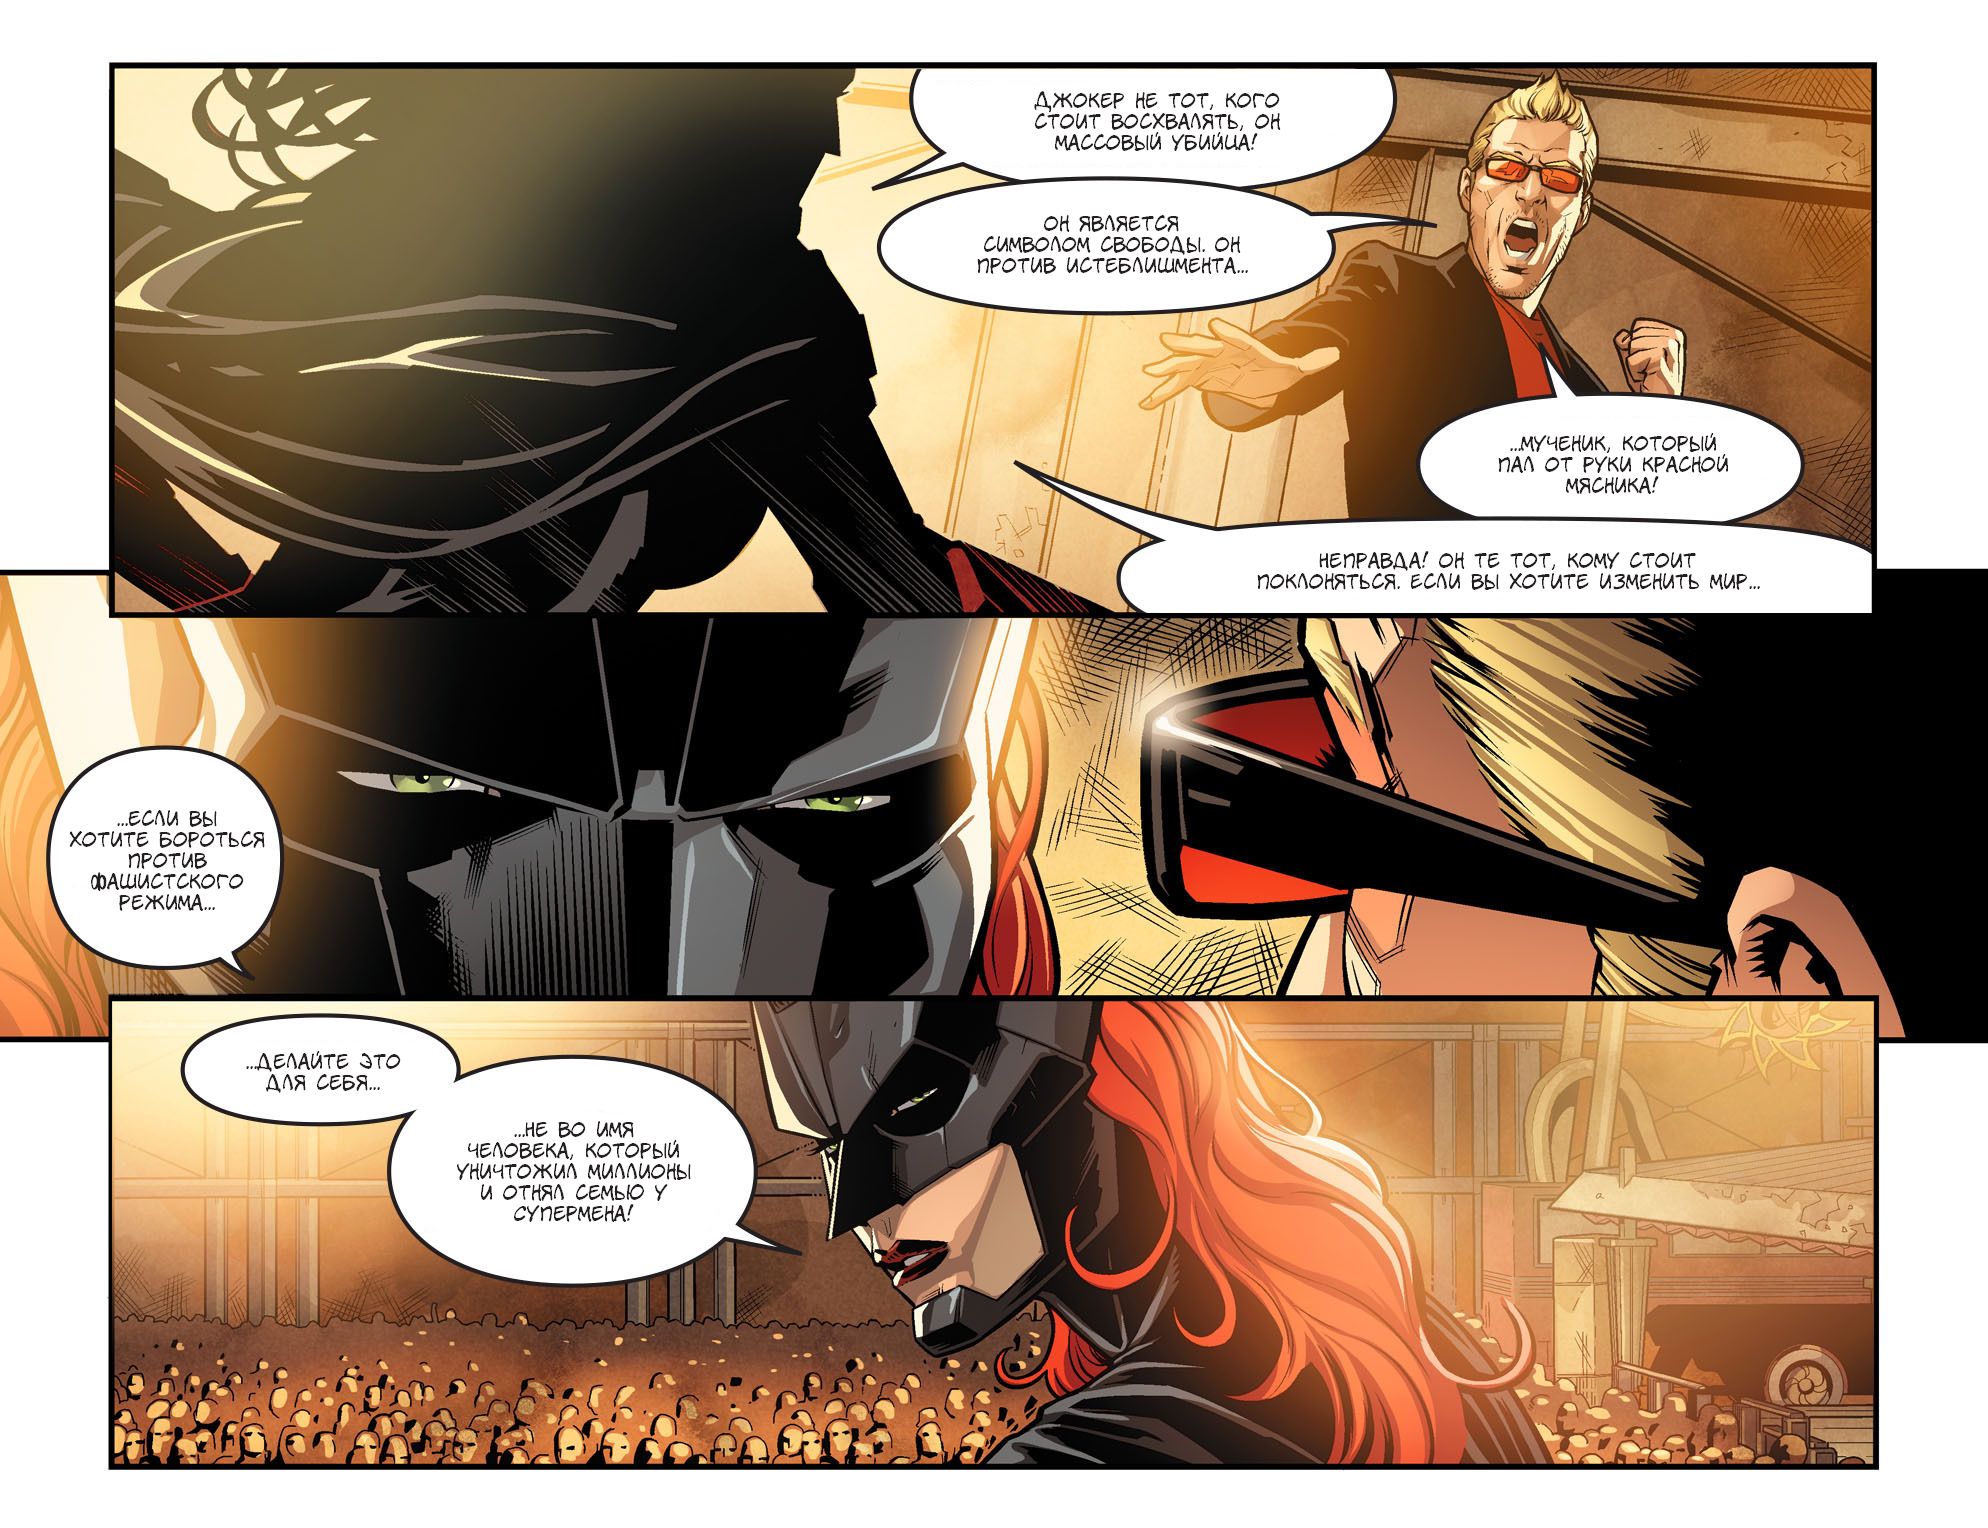 ДЖОКЕР НЕ ТОТ, КОГО
СТОИТ ВОСХВАЛЯТЬ, ОН
МАССОВЫЙ УБИЙЦА!
ОН ЯВЛЯЕТСЯ
СИМВОЛОМ СВОБОДЫ. ОН
ПРОТИВ ИСТЕБЛИШМЕНТА...
...МУЧЕНИК, КОТОРЫЙ
ПАЛ ОТ РУКИ КРАСНОЙ
МЯСНИКА!
НЕПРАВДА! ОН ТЕ ТОТ, КОМУ СТОИТ
ПОКЛОНЯТЬСЯ. ЕСЛИ ВЫ ХОТИТЕ ИЗМЕНИТЬ МИР...
...ЕСЛИ ВЫ
ХОТИТЕ БОРОТЬСЯ
ПРОТИВ
ФАШИСТСКОГО
РЕЖИМА...
...ДЕЛАЙТЕ ЭТО
ДЛЯ СЕБЯ...
...НЕ ВО ИМЯ
ЧЕЛОВЕКА, КОТОРЫЙ
УНИЧТОЖИЛ МИЛЛИОНЫ
И ОТНЯЛ СЕМЬЮ У
СУПЕРМЕНА!